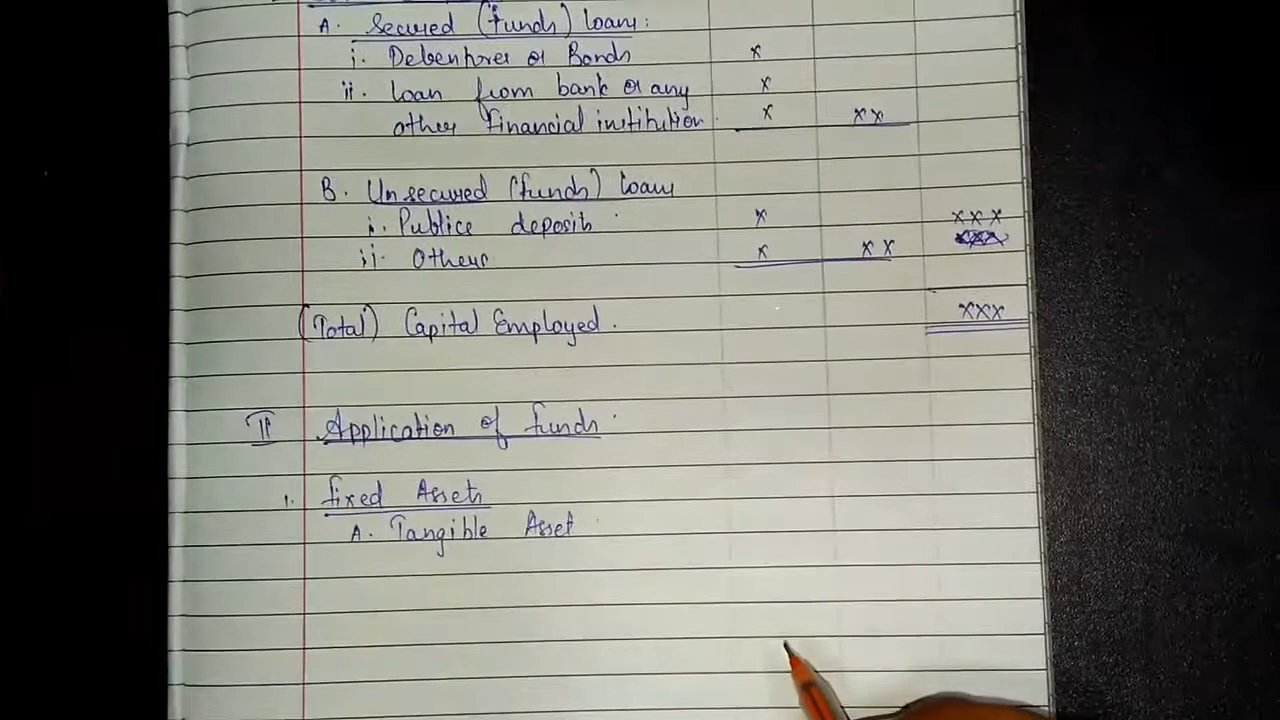 A. Secured (funds) loans:
i. Debentures or Bonds x
ii. Loan from bank or any x
other financial institution. x xx
B. Unsecured (funds) loans
i. Publice deposits x xxx
ii. Others x xx
(Total) Capital Employed. xxx
II Application of funds.
1. fixed Assets
A. Tangible Asset